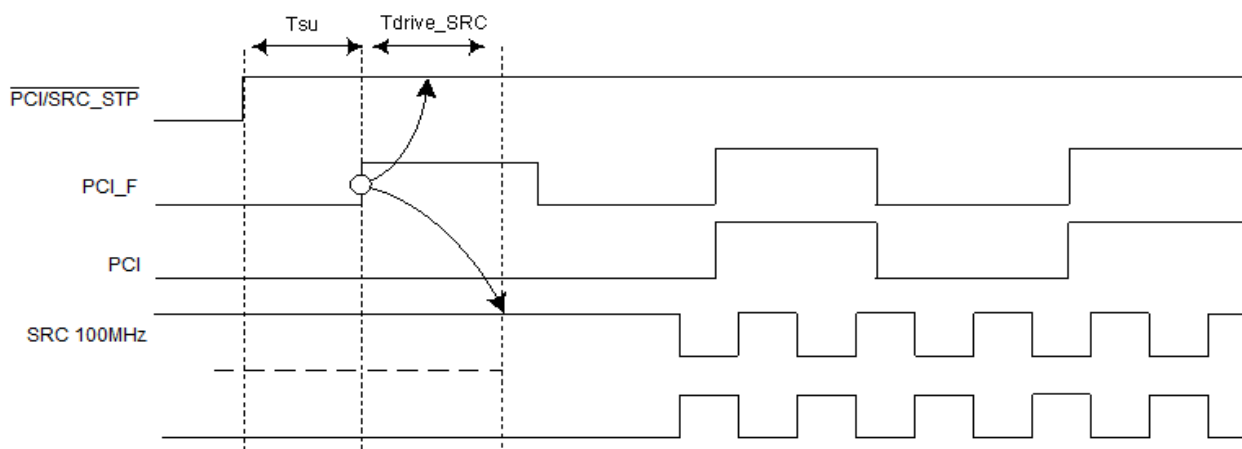 Tsu
Tdrive_SRC
PCI/SRC_STP
PCI_F
PCI
SRC 100MHz